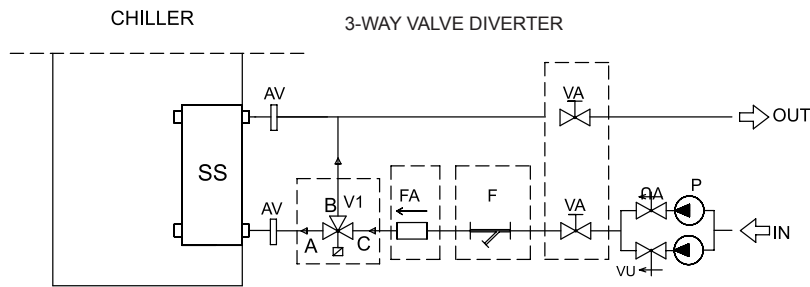 CHILLER
3-WAY VALVE DIVERTER
AV
VA
OUT
SS
AV
B
V1
A
C
FA
F
VA
P
IN
VU